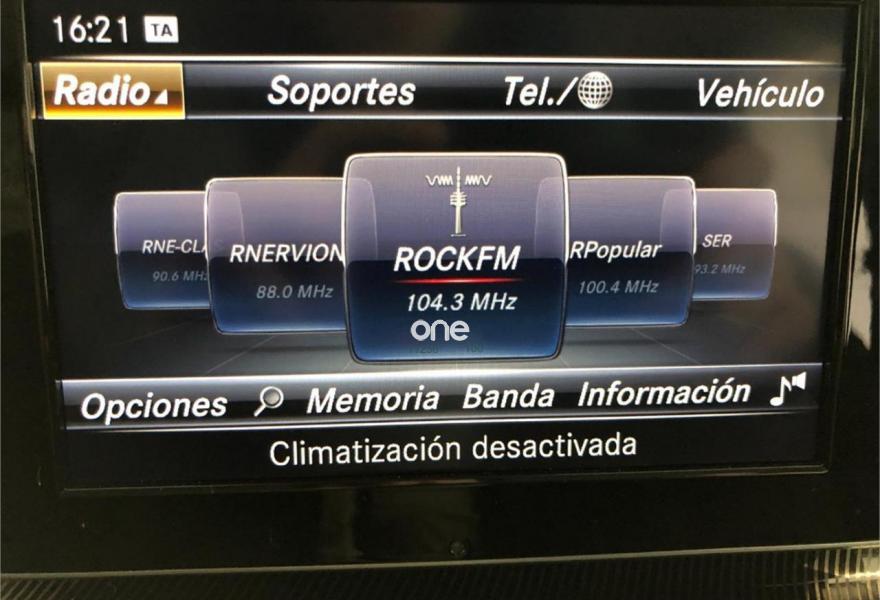 16:21 TA
Radio Soportes Tel./ Vehículo
RNE-CLA RNERVION ROCKFM RPopular SER
90.6 MHz 88.0 MHz 104.3 MHz 100.4 MHz 93.2 MHz
one
Opciones Memoria Banda Información
Climatización desactivada